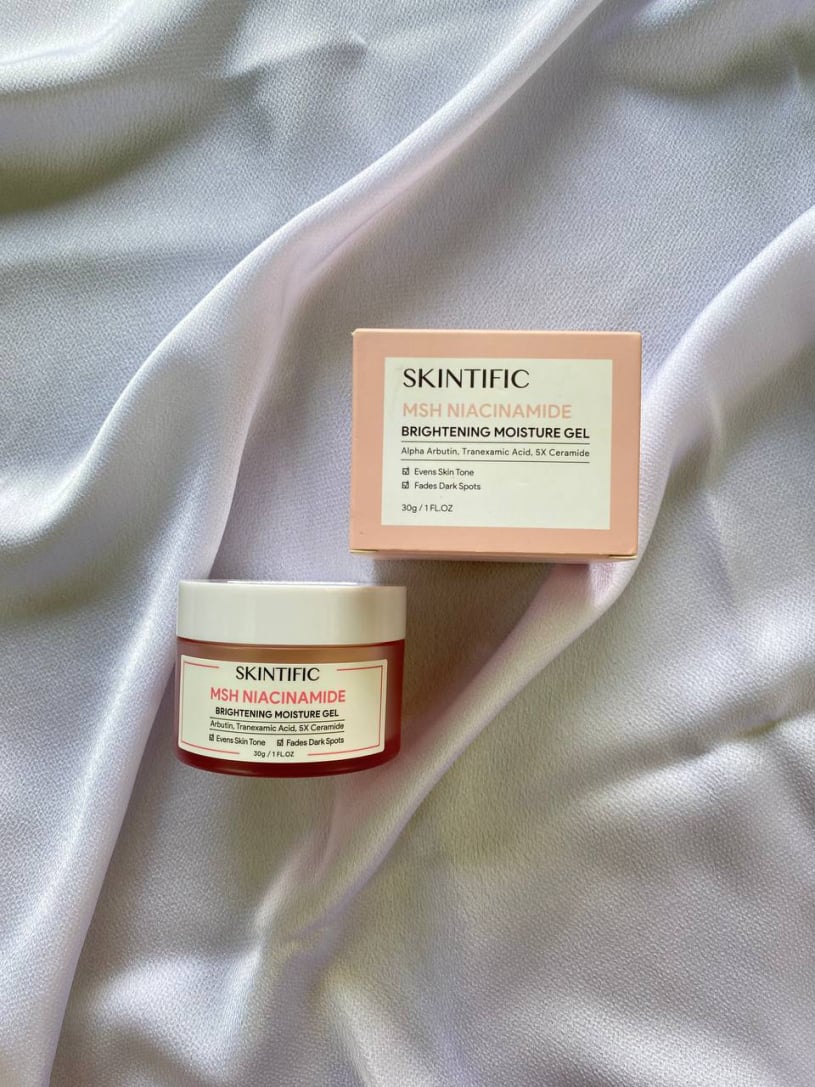 SKINTIFIC
MSH NIACINAMIDE
BRIGHTENING MOISTURE GEL
Alpha Arbutin, Tranexamic Acid, 5X Ceramide
Evens Skin Tone
Fades Dark Spots
30g / 1 FL.OZ
SKINTIFIC
MSH NIACINAMIDE
BRIGHTENING MOISTURE GEL
Arbutin, Tranexamic Acid, 5X Ceramide
Evens Skin Tone Fades Dark Spots
30g / 1 FL.OZ